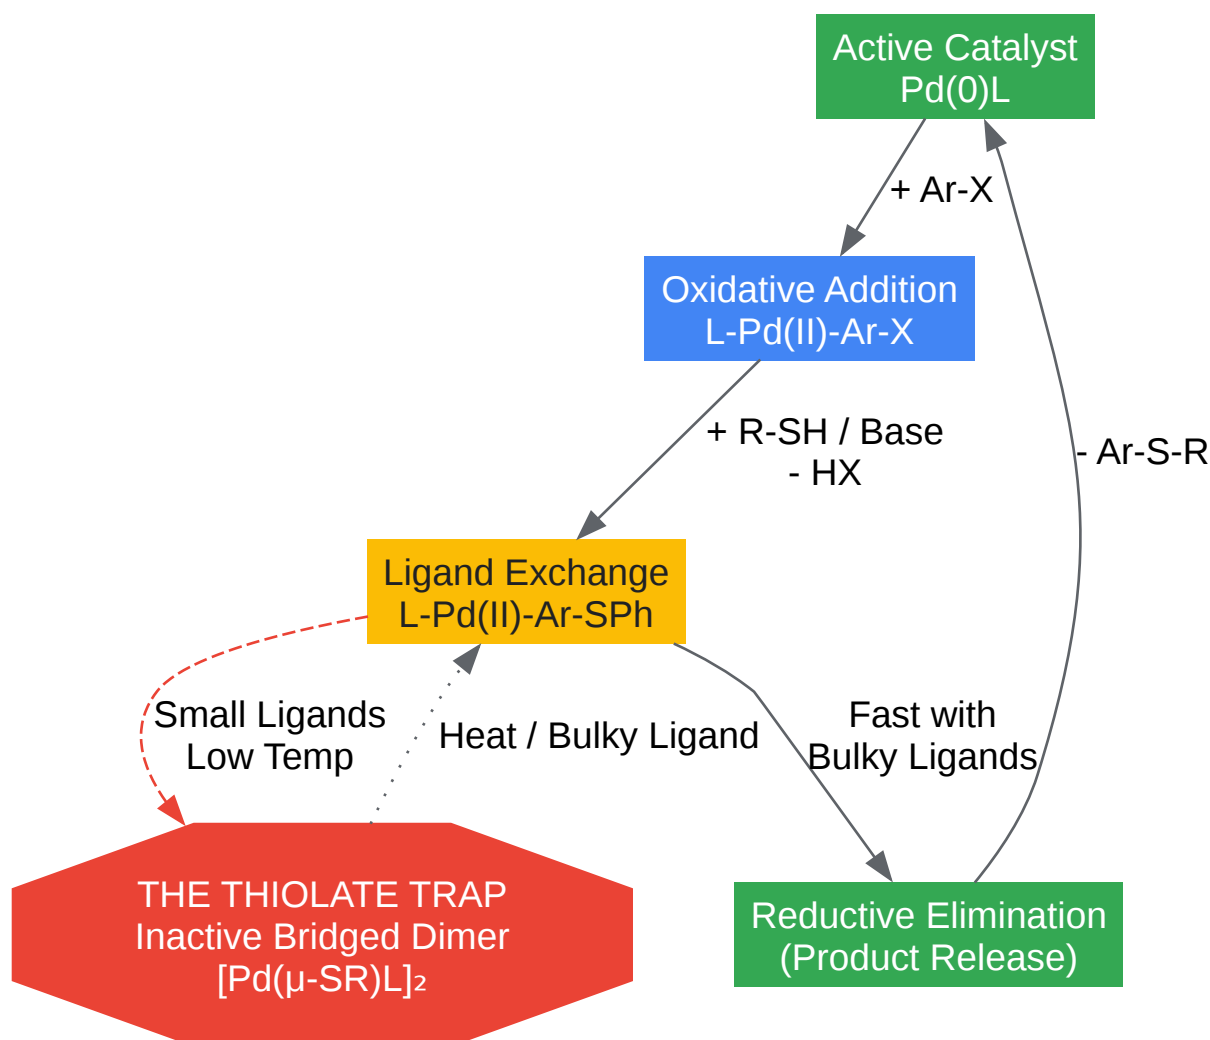 Active Catalyst
Pd(0)L
+ Ar-X
Oxidative Addition
L-Pd(II)-Ar-X
+ R-SH / Base
- HX
- Ar-S-R
Ligand Exchange
L-Pd(II)-Ar-SPh
Small Ligands
Low Temp
Heat / Bulky Ligand
Fast with
Bulky Ligands
THE THIOLATE TRAP
Inactive Bridged Dimer
[Pd(μ-SR)L]₂
Reductive Elimination
(Product Release)